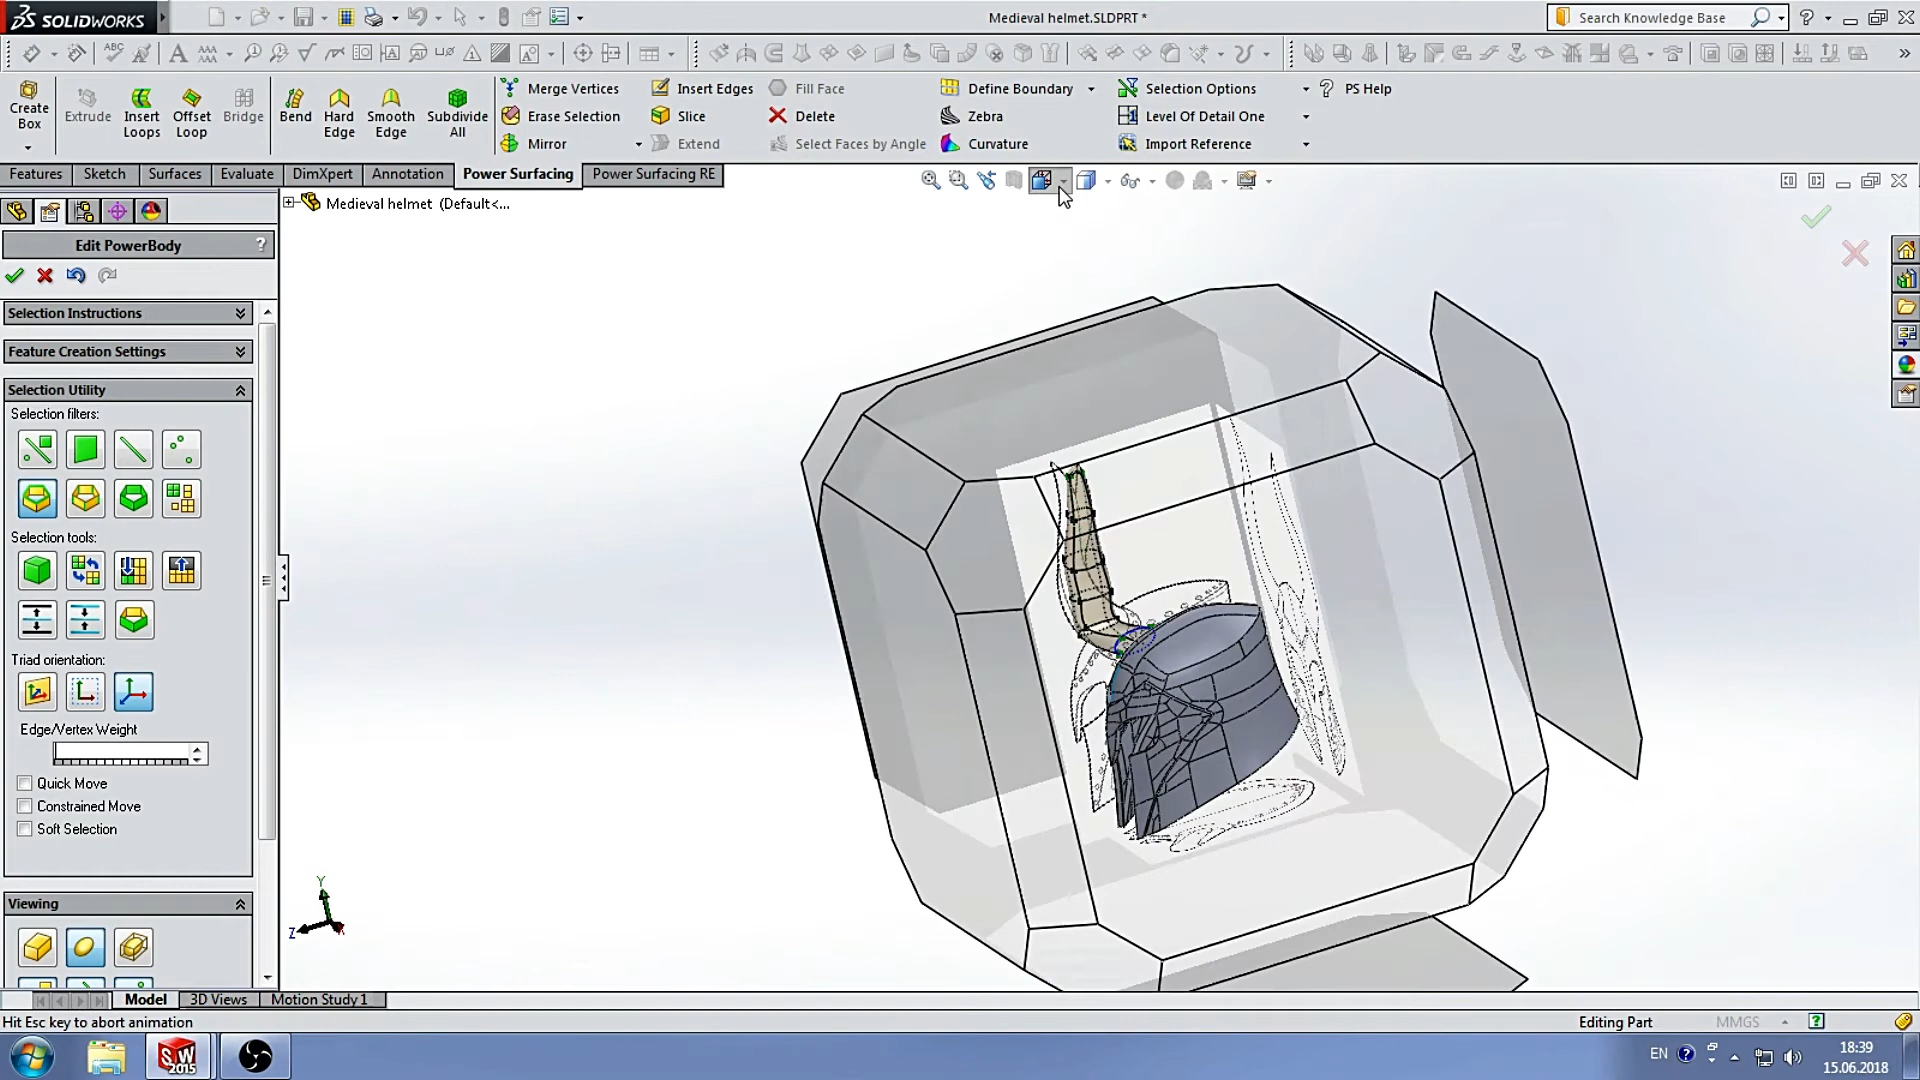 SOLIDWORKS
Medieval helmet.SLDPRT *
Search Knowledge Base
Create Box
Extrude
Insert Loops
Offset Loop
Bridge
Bend
Hard Edge
Smooth Edge
Subdivide All
Merge Vertices
Erase Selection
Mirror
Insert Edges
Slice
Extend
Fill Face
Delete
Select Faces by Angle
Define Boundary
Zebra
Curvature
Selection Options
Level Of Detail One
Import Reference
PS Help
Features
Sketch
Surfaces
Evaluate
DimXpert
Annotation
Power Surfacing
Power Surfacing RE
Medieval helmet (Default<...
Edit PowerBody
?
Selection Instructions
Feature Creation Settings
Selection Utility
Selection filters:
Selection tools:
Triad orientation:
Edge/Vertex Weight
Quick Move
Constrained Move
Soft Selection
Viewing
Y
Z
Model
3D Views
Motion Study 1
Hit Esc key to abort animation
Editing Part
MMGS
SW 2015
EN
18:39
15.06.2018